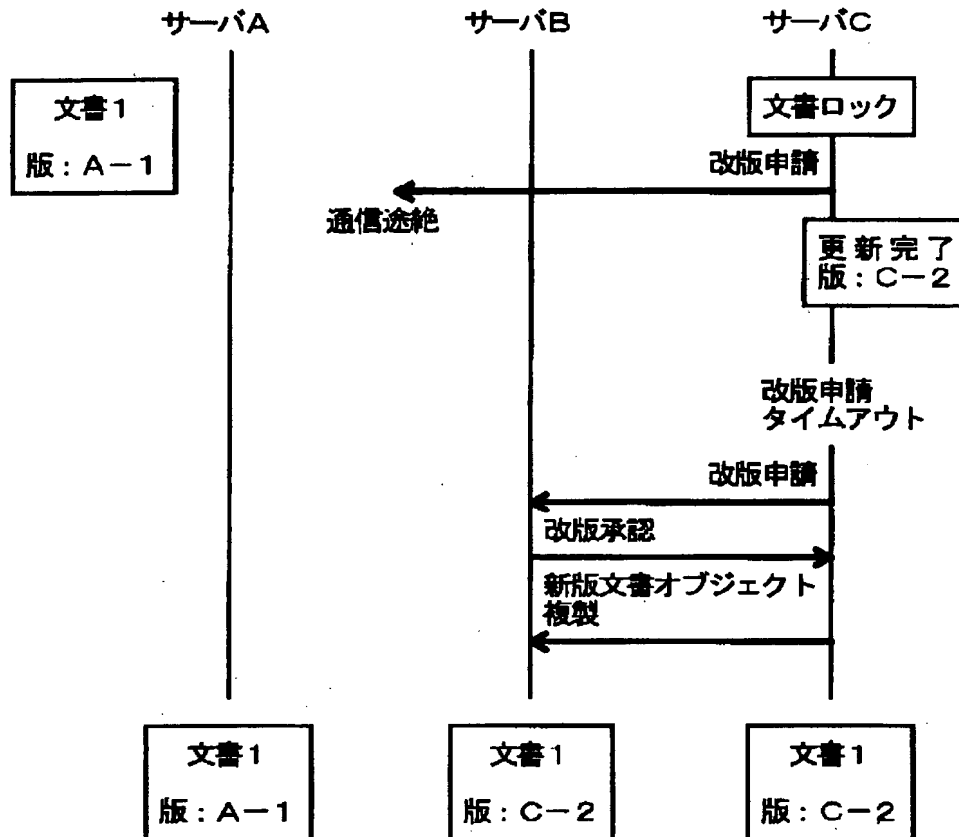 サーバA
サーバB
サーバC
文書1
版：A－1
文書ロック
改版申請
通信途絶
更新完了
版：C－2
改版申請
タイムアウト
改版申請
改版承認
新版文書オブジェクト
複製
文書1
版：A－1
文書1
版：C－2
文書1
版：C－2